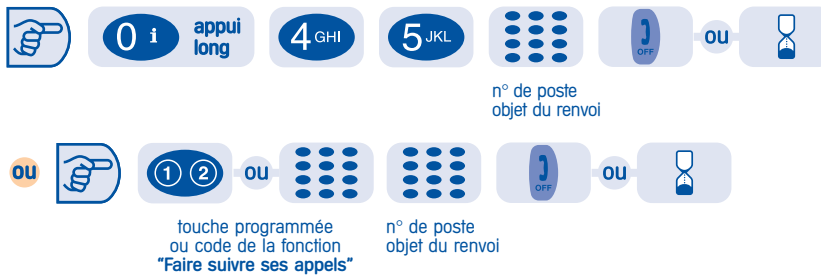 0 i appui long 4 GHI 5 JKL OFF ou
n° de poste
objet du renvoi
ou 1 2 ou OFF ou
touche programmée
ou code de la fonction
"Faire suivre ses appels"
n° de poste
objet du renvoi